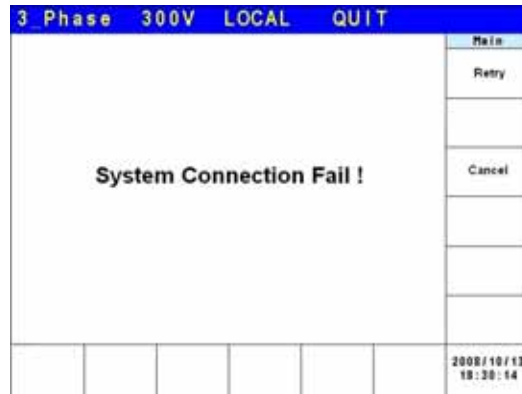 3_Phase 300V LOCAL QUIT
Main
Retry
System Connection Fail !
Cancel
2008/10/13
18:30:14